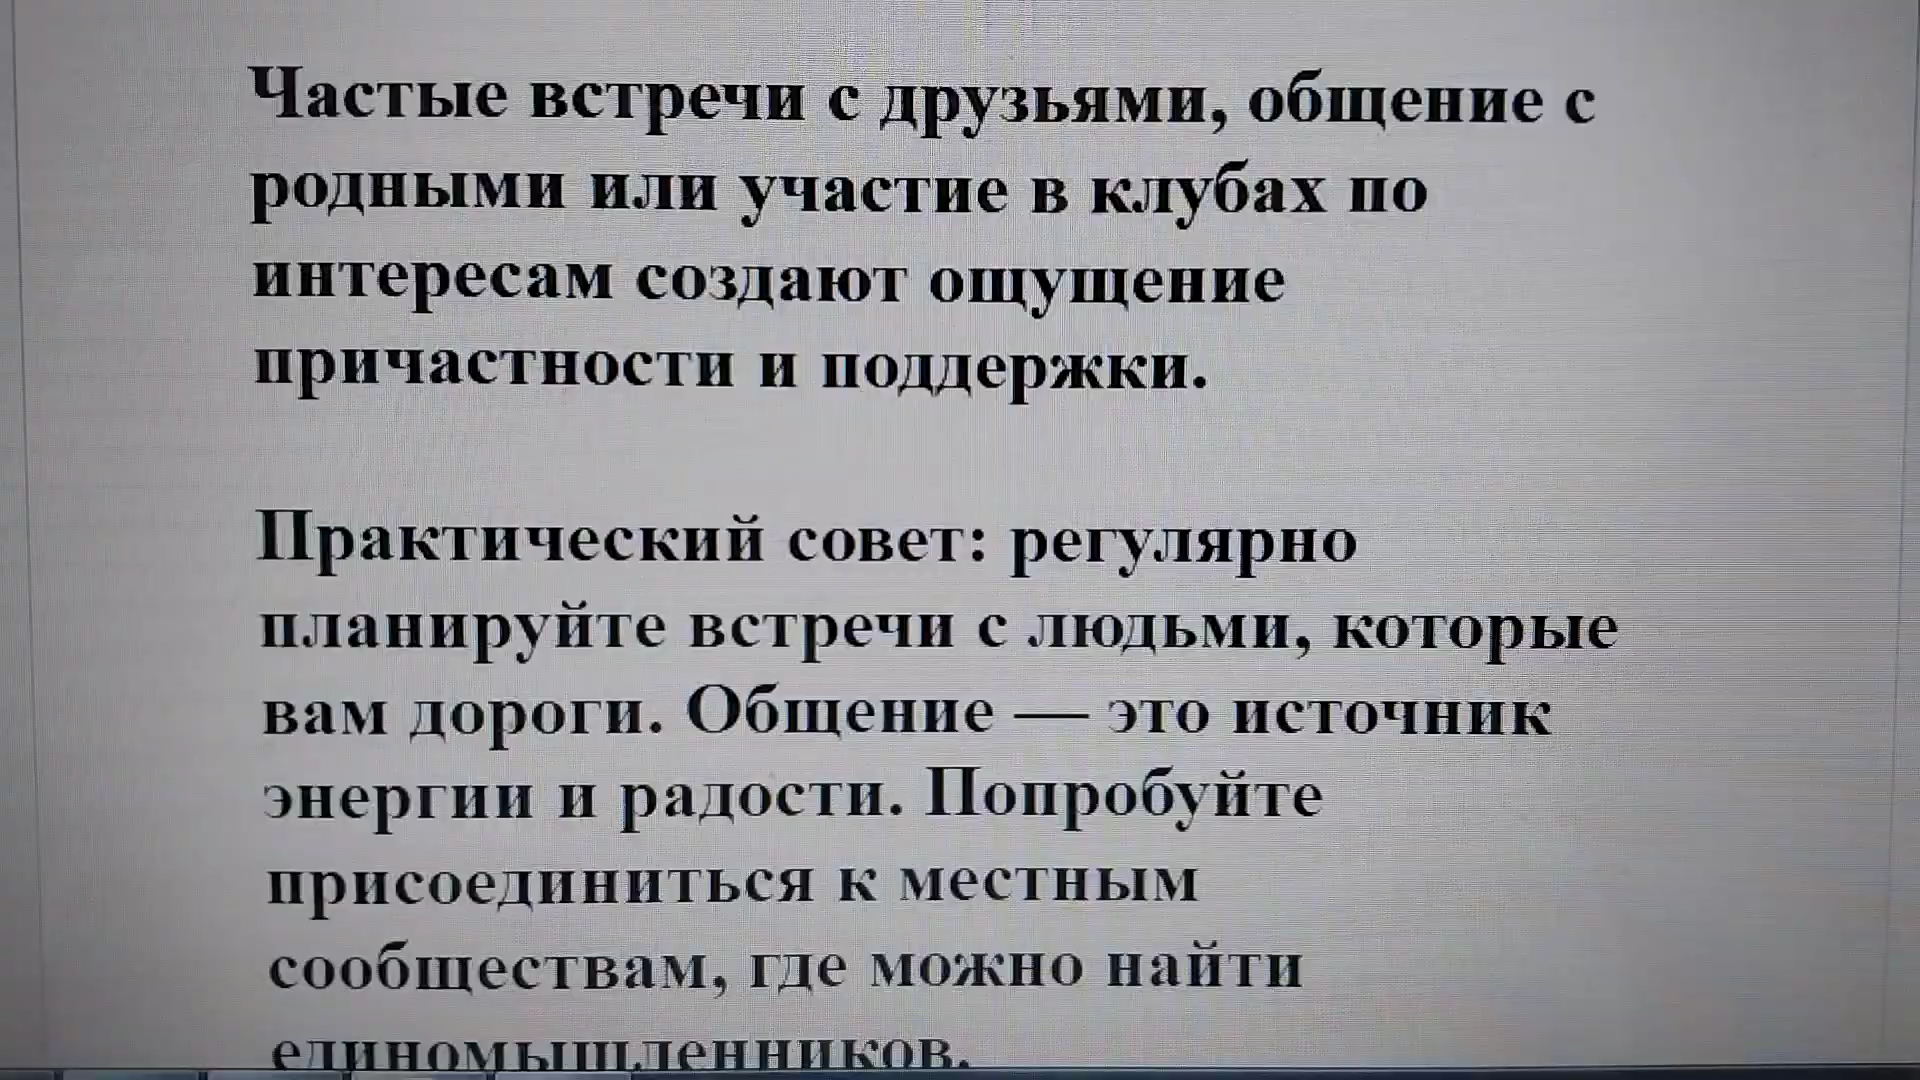 Частые встречи с друзьями, общение с
родными или участие в клубах по
интересам создают ощущение
причастности и поддержки.
Практический совет: регулярно
планируйте встречи с людьми, которые
вам дороги. Общение — это источник
энергии и радости. Попробуйте
присоединиться к местным
сообществам, где можно найти
единомышленников.